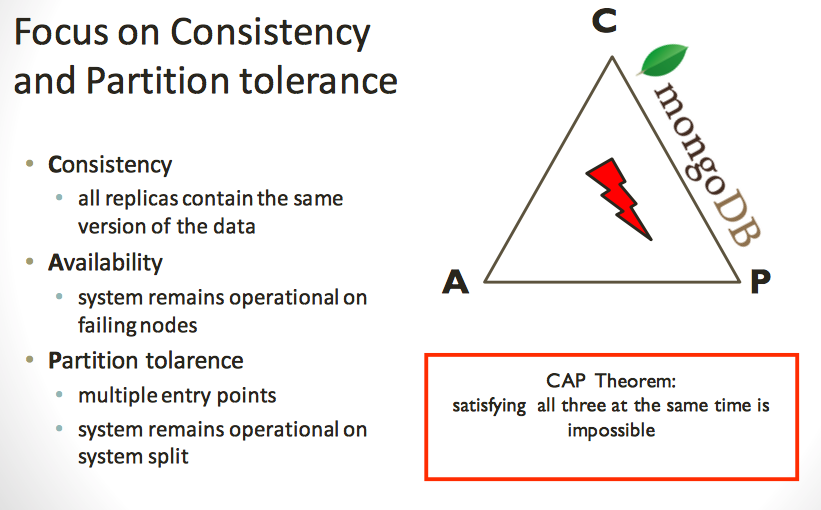 Focus on Consistency
and Partition tolerance
• Consistency
• all replicas contain the same
version of the data
• Availability
• system remains operational on
failing nodes
• Partition tolarence
• multiple entry points
• system remains operational on
system split
C
mongoDB
A
P
CAP Theorem:
satisfying all three at the same time is
impossible